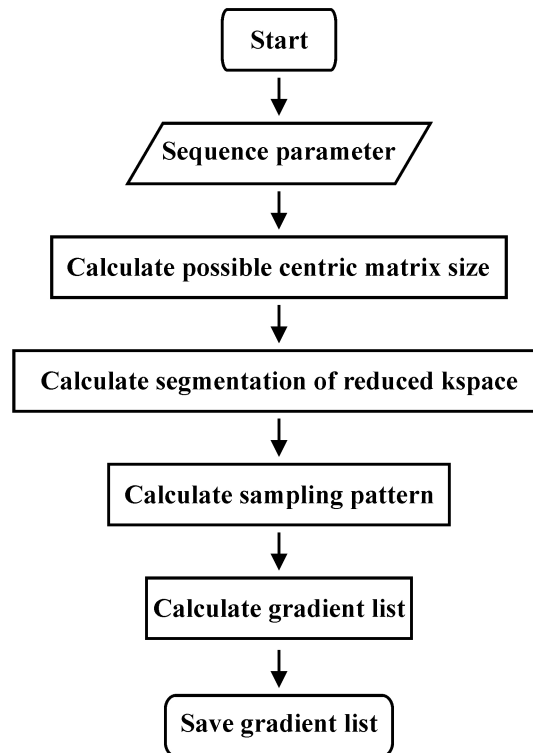 Start
Sequence parameter
Calculate possible centric matrix size
Calculate segmentation of reduced kspace
Calculate sampling pattern
Calculate gradient list
Save gradient list